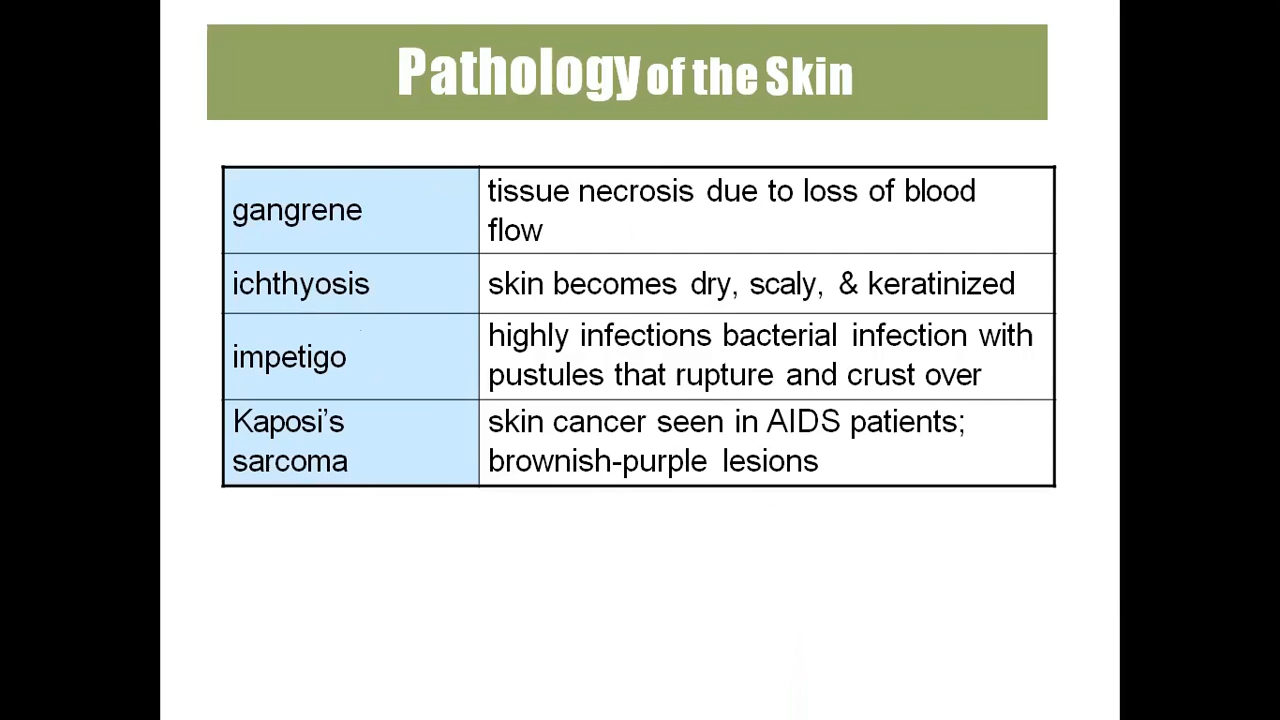 Pathology of the Skin
gangrene
tissue necrosis due to loss of blood
flow
ichthyosis
skin becomes dry, scaly, & keratinized
impetigo
highly infections bacterial infection with
pustules that rupture and crust over
Kaposi’s
sarcoma
skin cancer seen in AIDS patients;
brownish-purple lesions